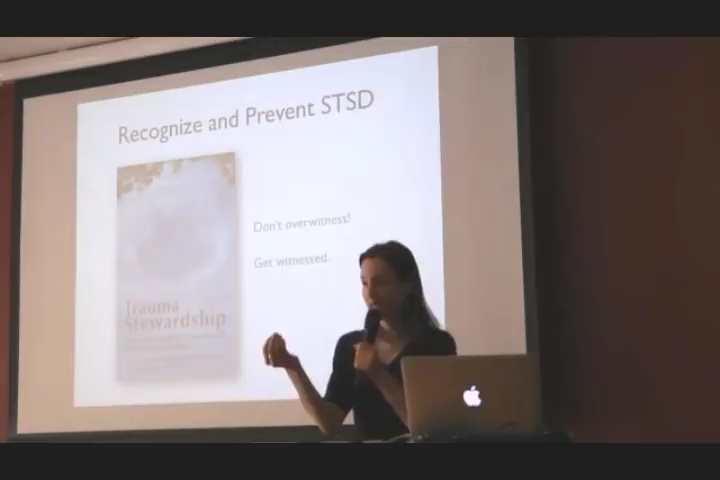 Recognize and Prevent STSD
Don't overwitness!
Get witnessed.
Trauma
Stewardship